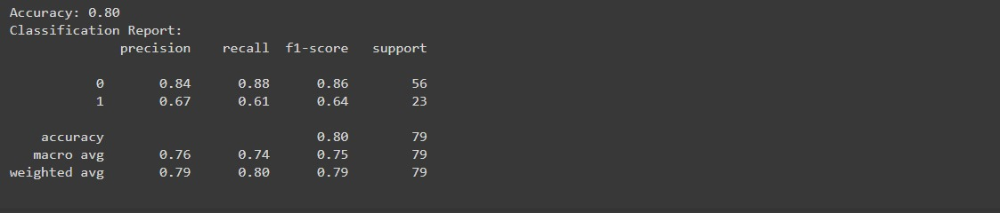 Accuracy: 0.80
Classification Report:
precision recall f1-score support
0 0.84 0.88 0.86 56
1 0.67 0.61 0.64 23
accuracy 0.80 79
macro avg 0.76 0.74 0.75 79
weighted avg 0.79 0.80 0.79 79